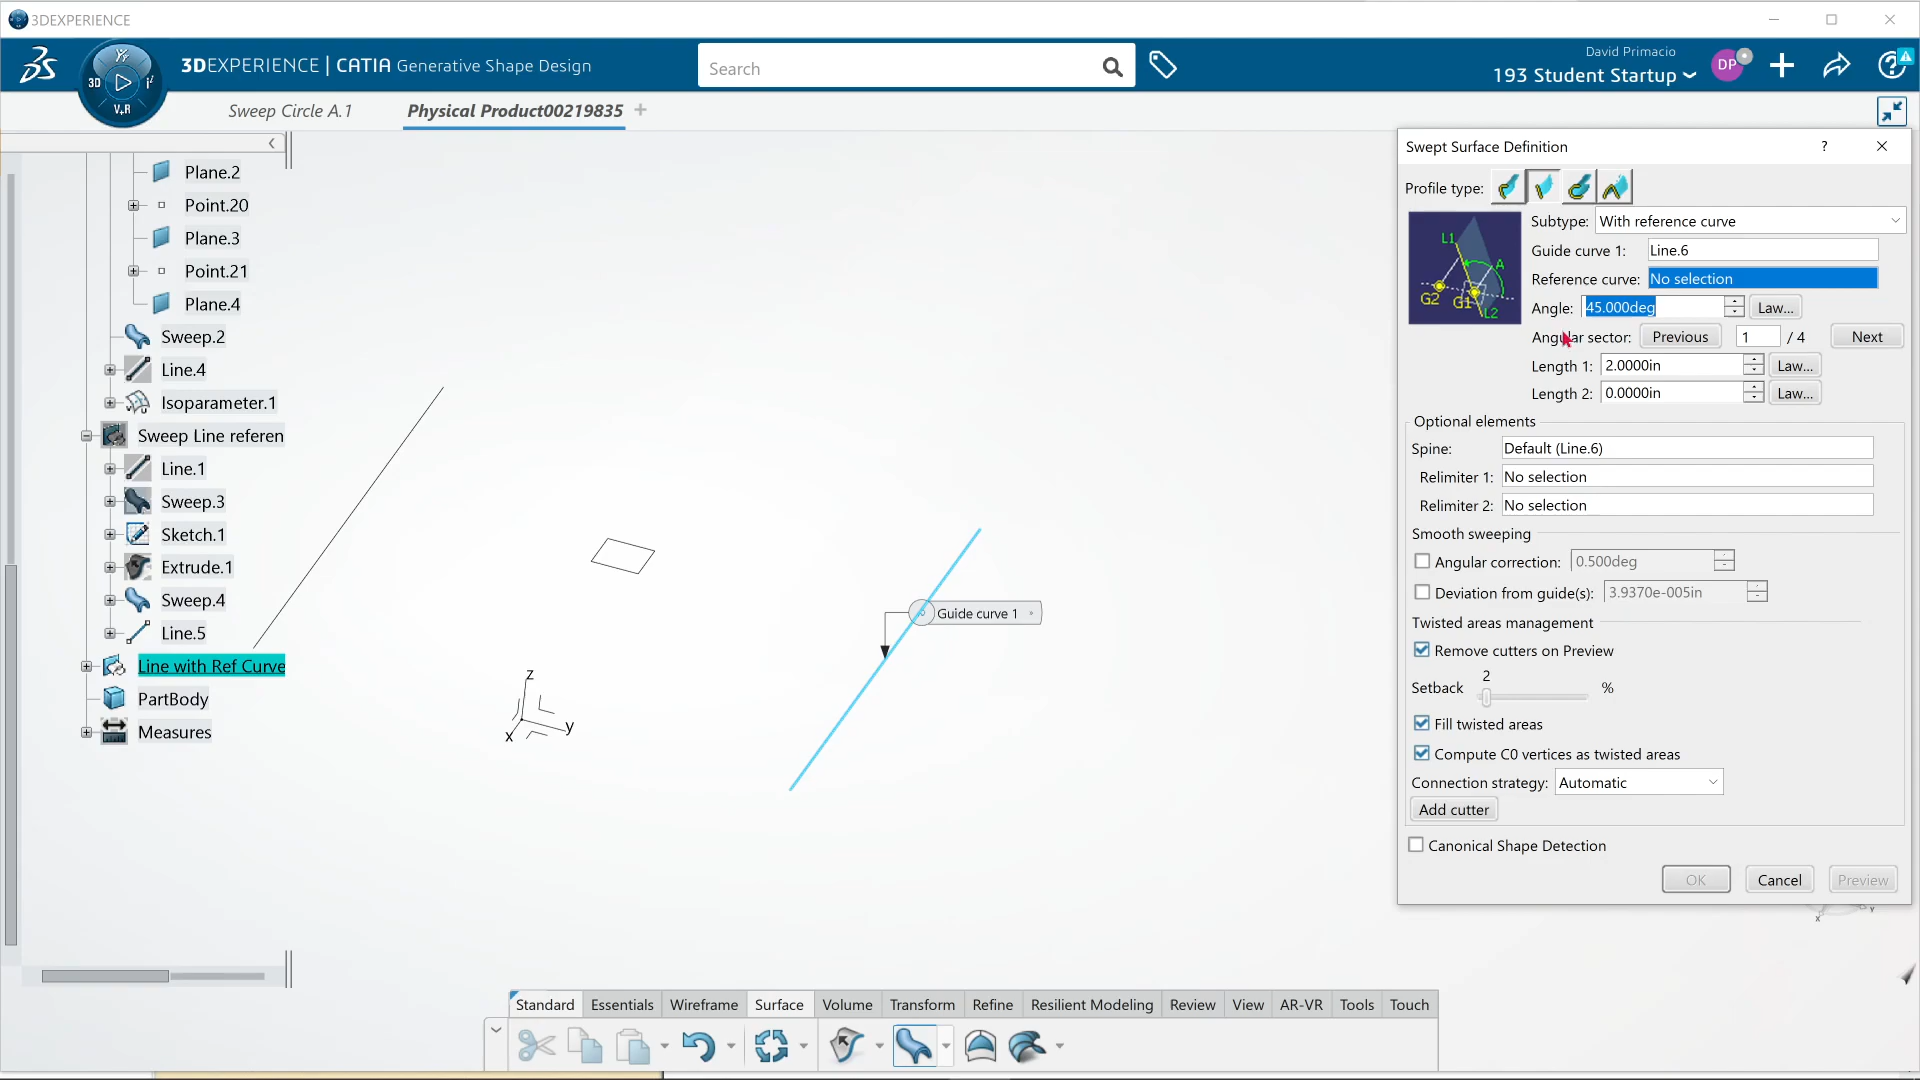 3DEXPERIENCE
3DEXPERIENCE | CATIA Generative Shape Design
Search
David Primacio
193 Student Startup
DP
3D
V+R
Sweep Circle A.1
Physical Product00219835
Plane.2
Point.20
Plane.3
Point.21
Plane.4
Sweep.2
Line.4
Isoparameter.1
Sweep Line referen
Line.1
Sweep.3
Sketch.1
Extrude.1
Sweep.4
Line.5
Line with Ref Curve
PartBody
Measures
Guide curve 1
z
y
x
Swept Surface Definition
?
Profile type:
L1
A
G2
G1
L2
Subtype: With reference curve
Guide curve 1: Line.6
Reference curve: No selection
Angle: 45.000deg Law...
Angular sector: Previous 1 / 4 Next
Length 1: 2.0000in Law...
Length 2: 0.0000in Law...
Optional elements
Spine: Default (Line.6)
Relimiter 1: No selection
Relimiter 2: No selection
Smooth sweeping
Angular correction: 0.500deg
Deviation from guide(s): 3.9370e-005in
Twisted areas management
Remove cutters on Preview
2
Setback %
Fill twisted areas
Compute C0 vertices as twisted areas
Connection strategy: Automatic
Add cutter
Canonical Shape Detection
OK Cancel Preview
x
y
Standard Essentials Wireframe Surface Volume Transform Refine Resilient Modeling Review View AR-VR Tools Touch